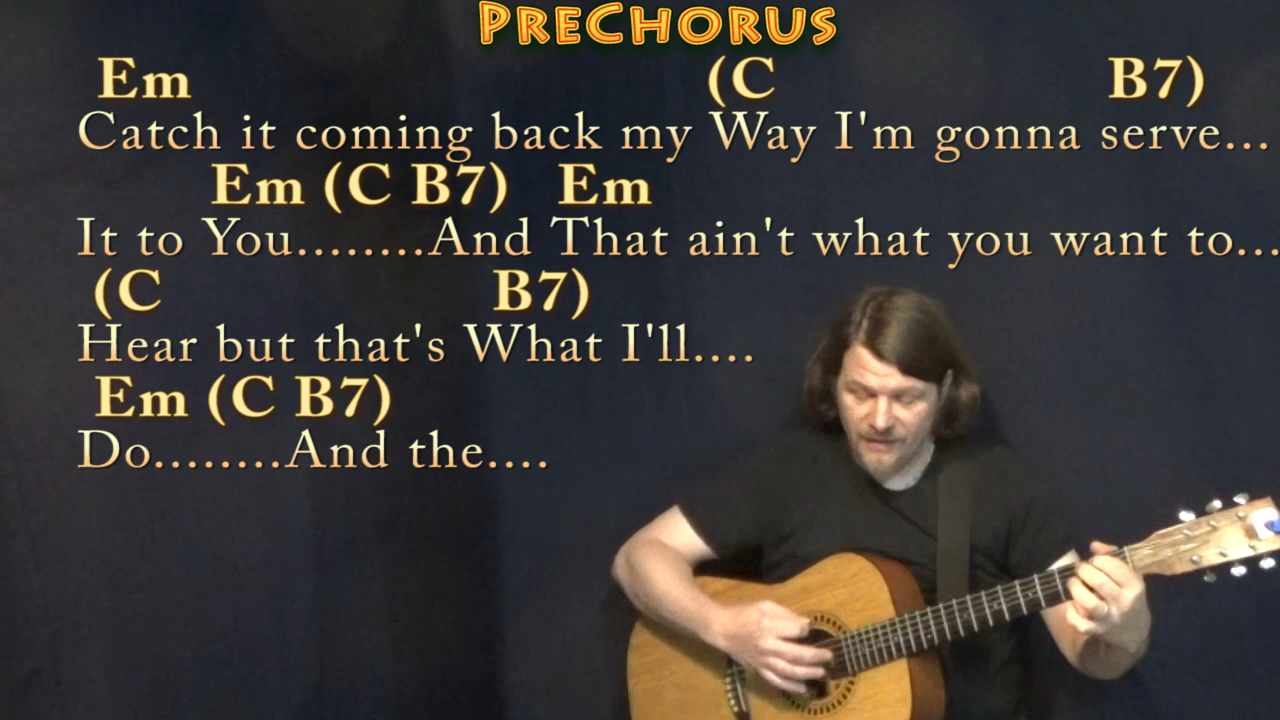 PreChorus
Em (C B7)
Catch it coming back my Way I'm gonna serve...
Em (C B7) Em
It to You........And That ain't what you want to...
(C B7)
Hear but that's What I'll....
Em (C B7)
Do........And the....